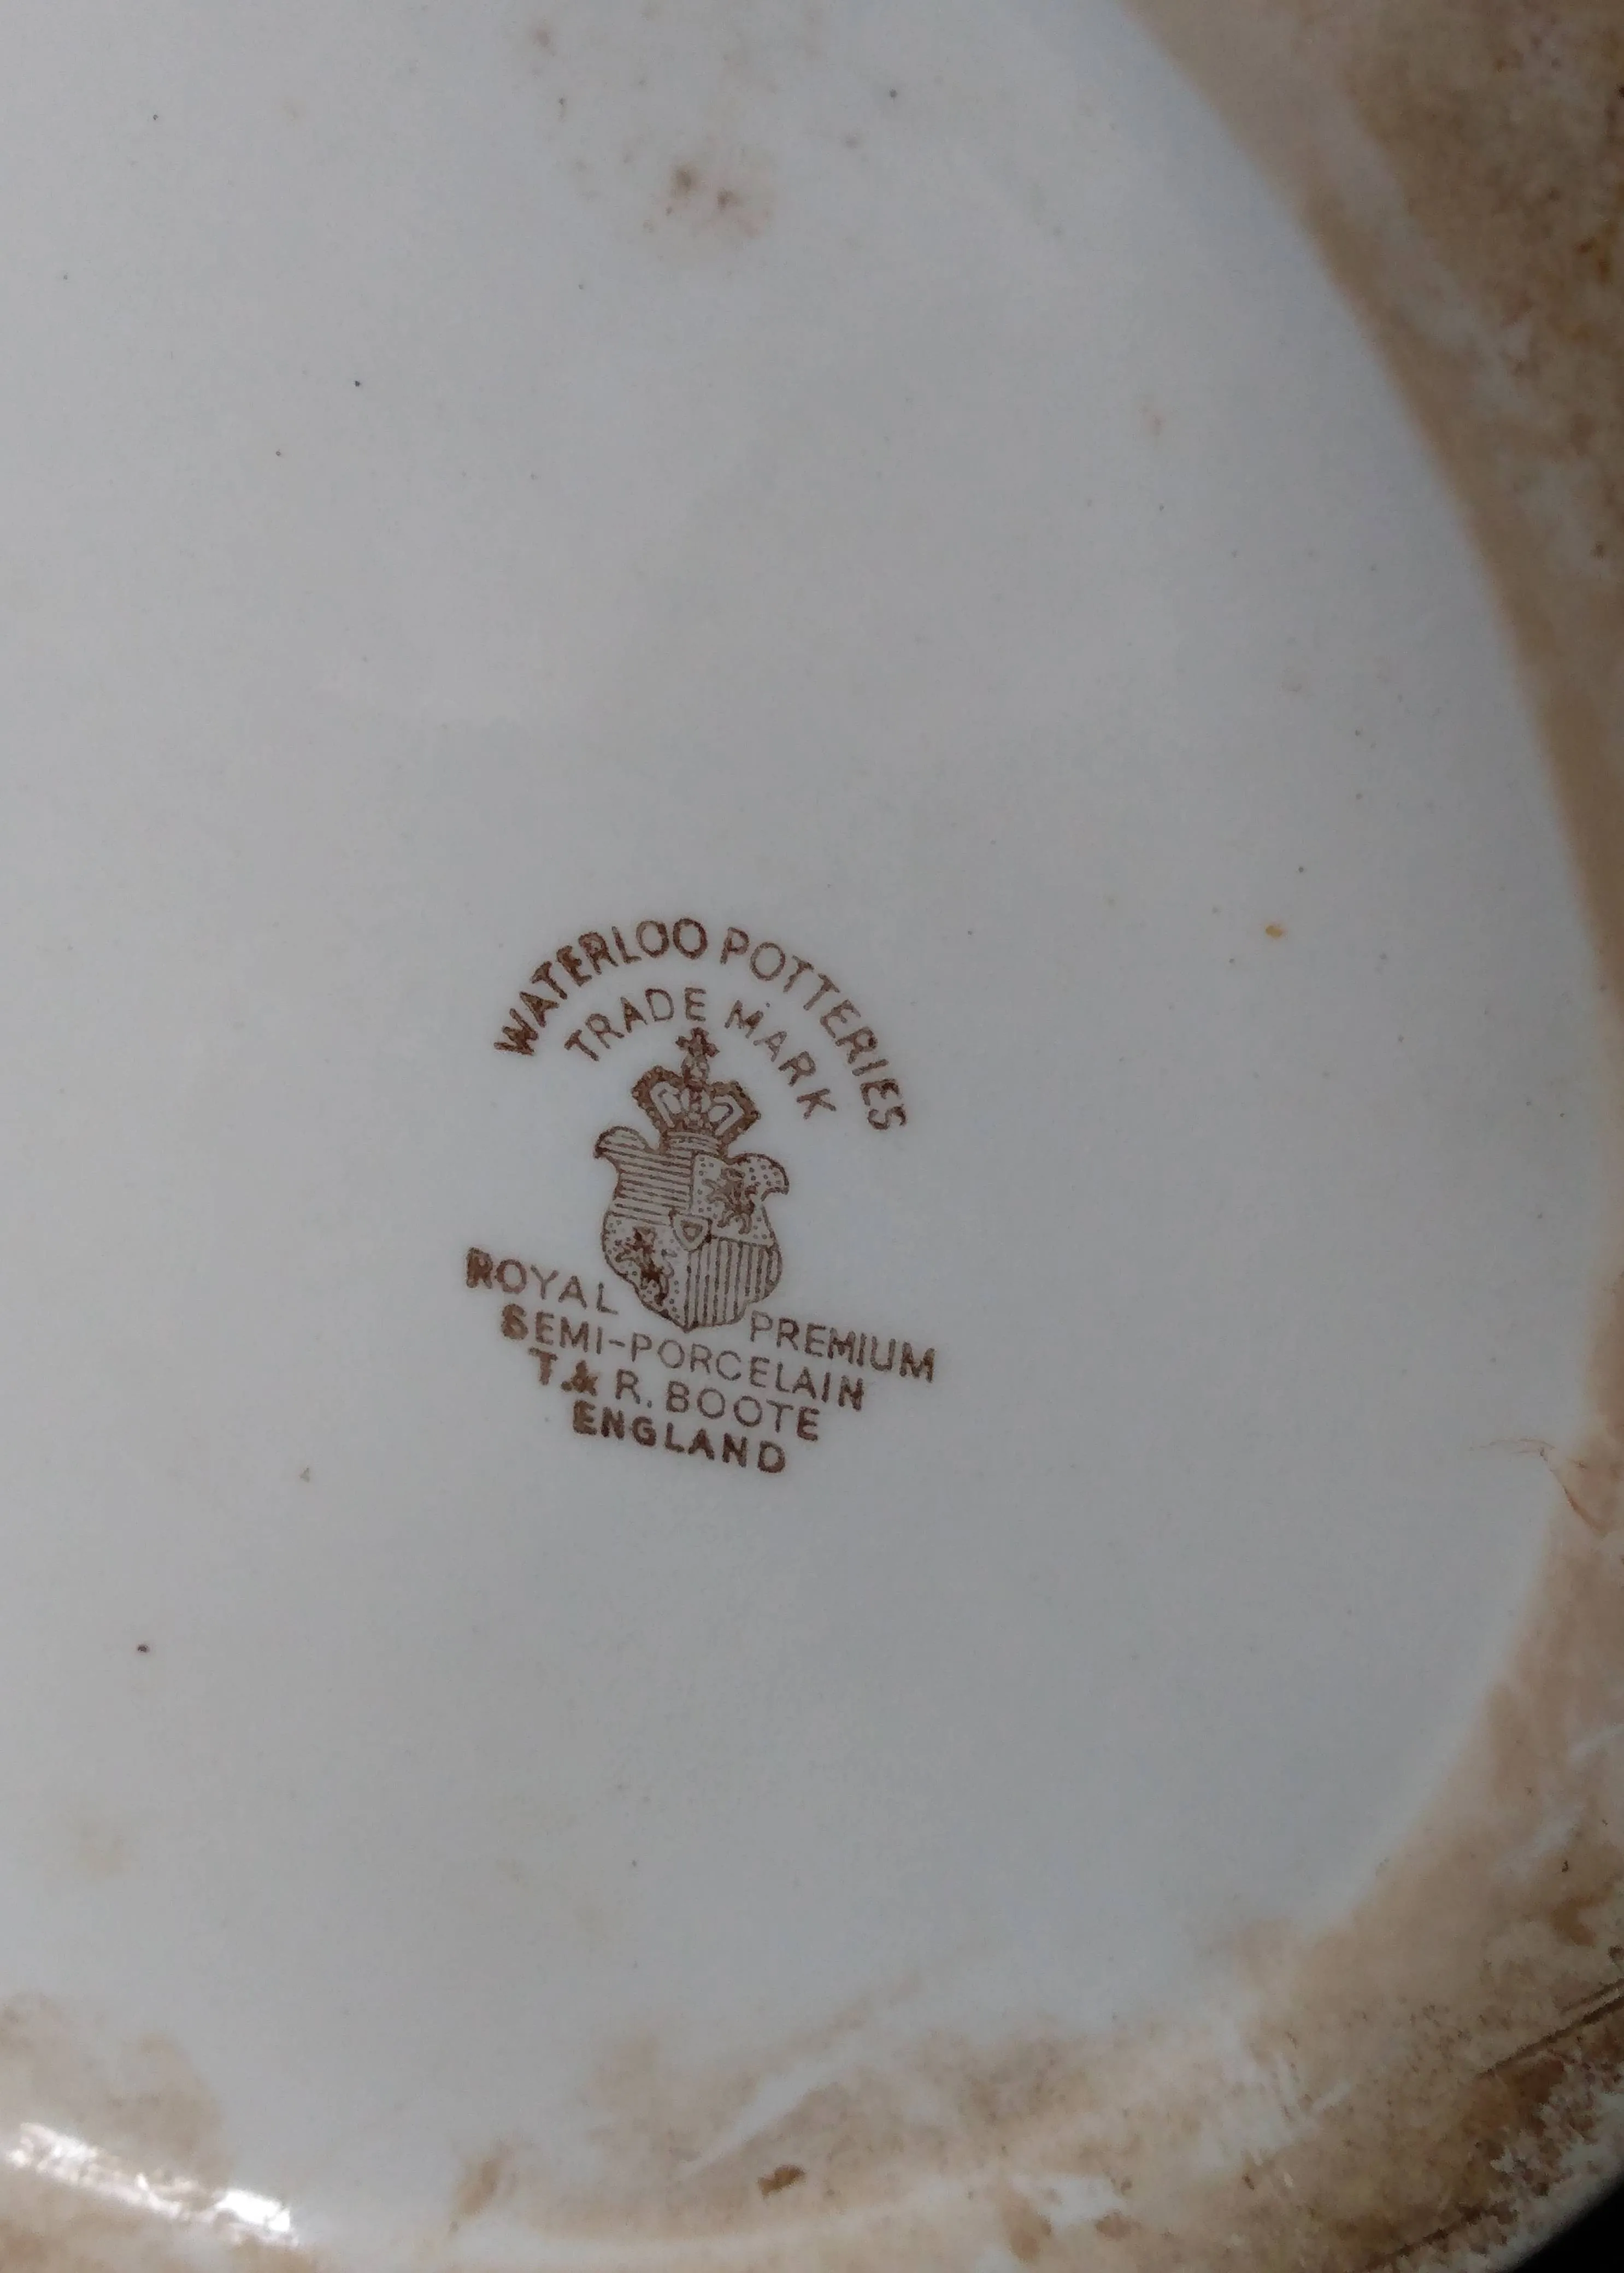 WATERLOO POTTERIES
TRADE MARK
ROYAL PREMIUM
SEMI-PORCELAIN
T. & R. BOOTE
ENGLAND